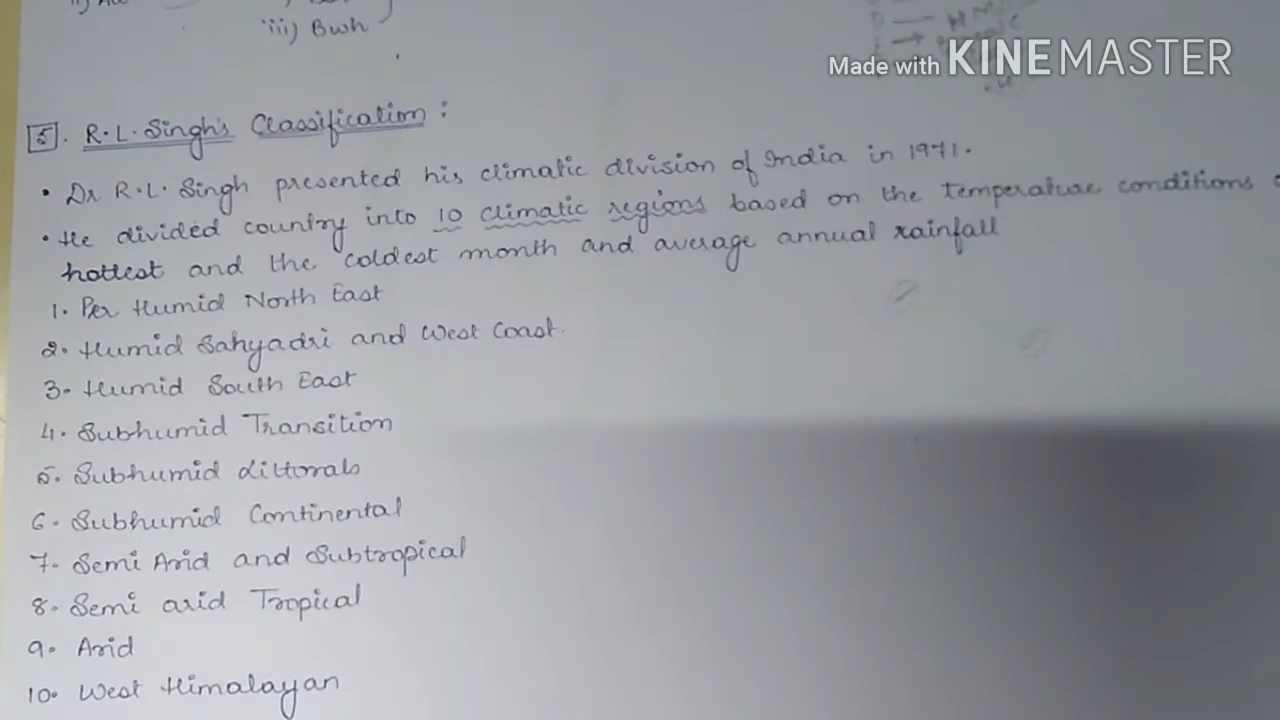 iii) Bwh
Made with KINEMASTER
5. R.L. Singh's Classification :
• Dr R.L. Singh presented his climatic division of India in 1971.
• He divided country into 10 climatic regions based on the temperature conditions
hottest and the coldest month and average annual rainfall
1. Per Humid North East
2. Humid Sahyadri and West Coast.
3. Humid South East
4. Subhumid Transition
5. Subhumid Littorals
6. Subhumid Continental
7. Semi Arid and Subtropical
8. Semi arid Tropical
9. Arid
10. West Himalayan